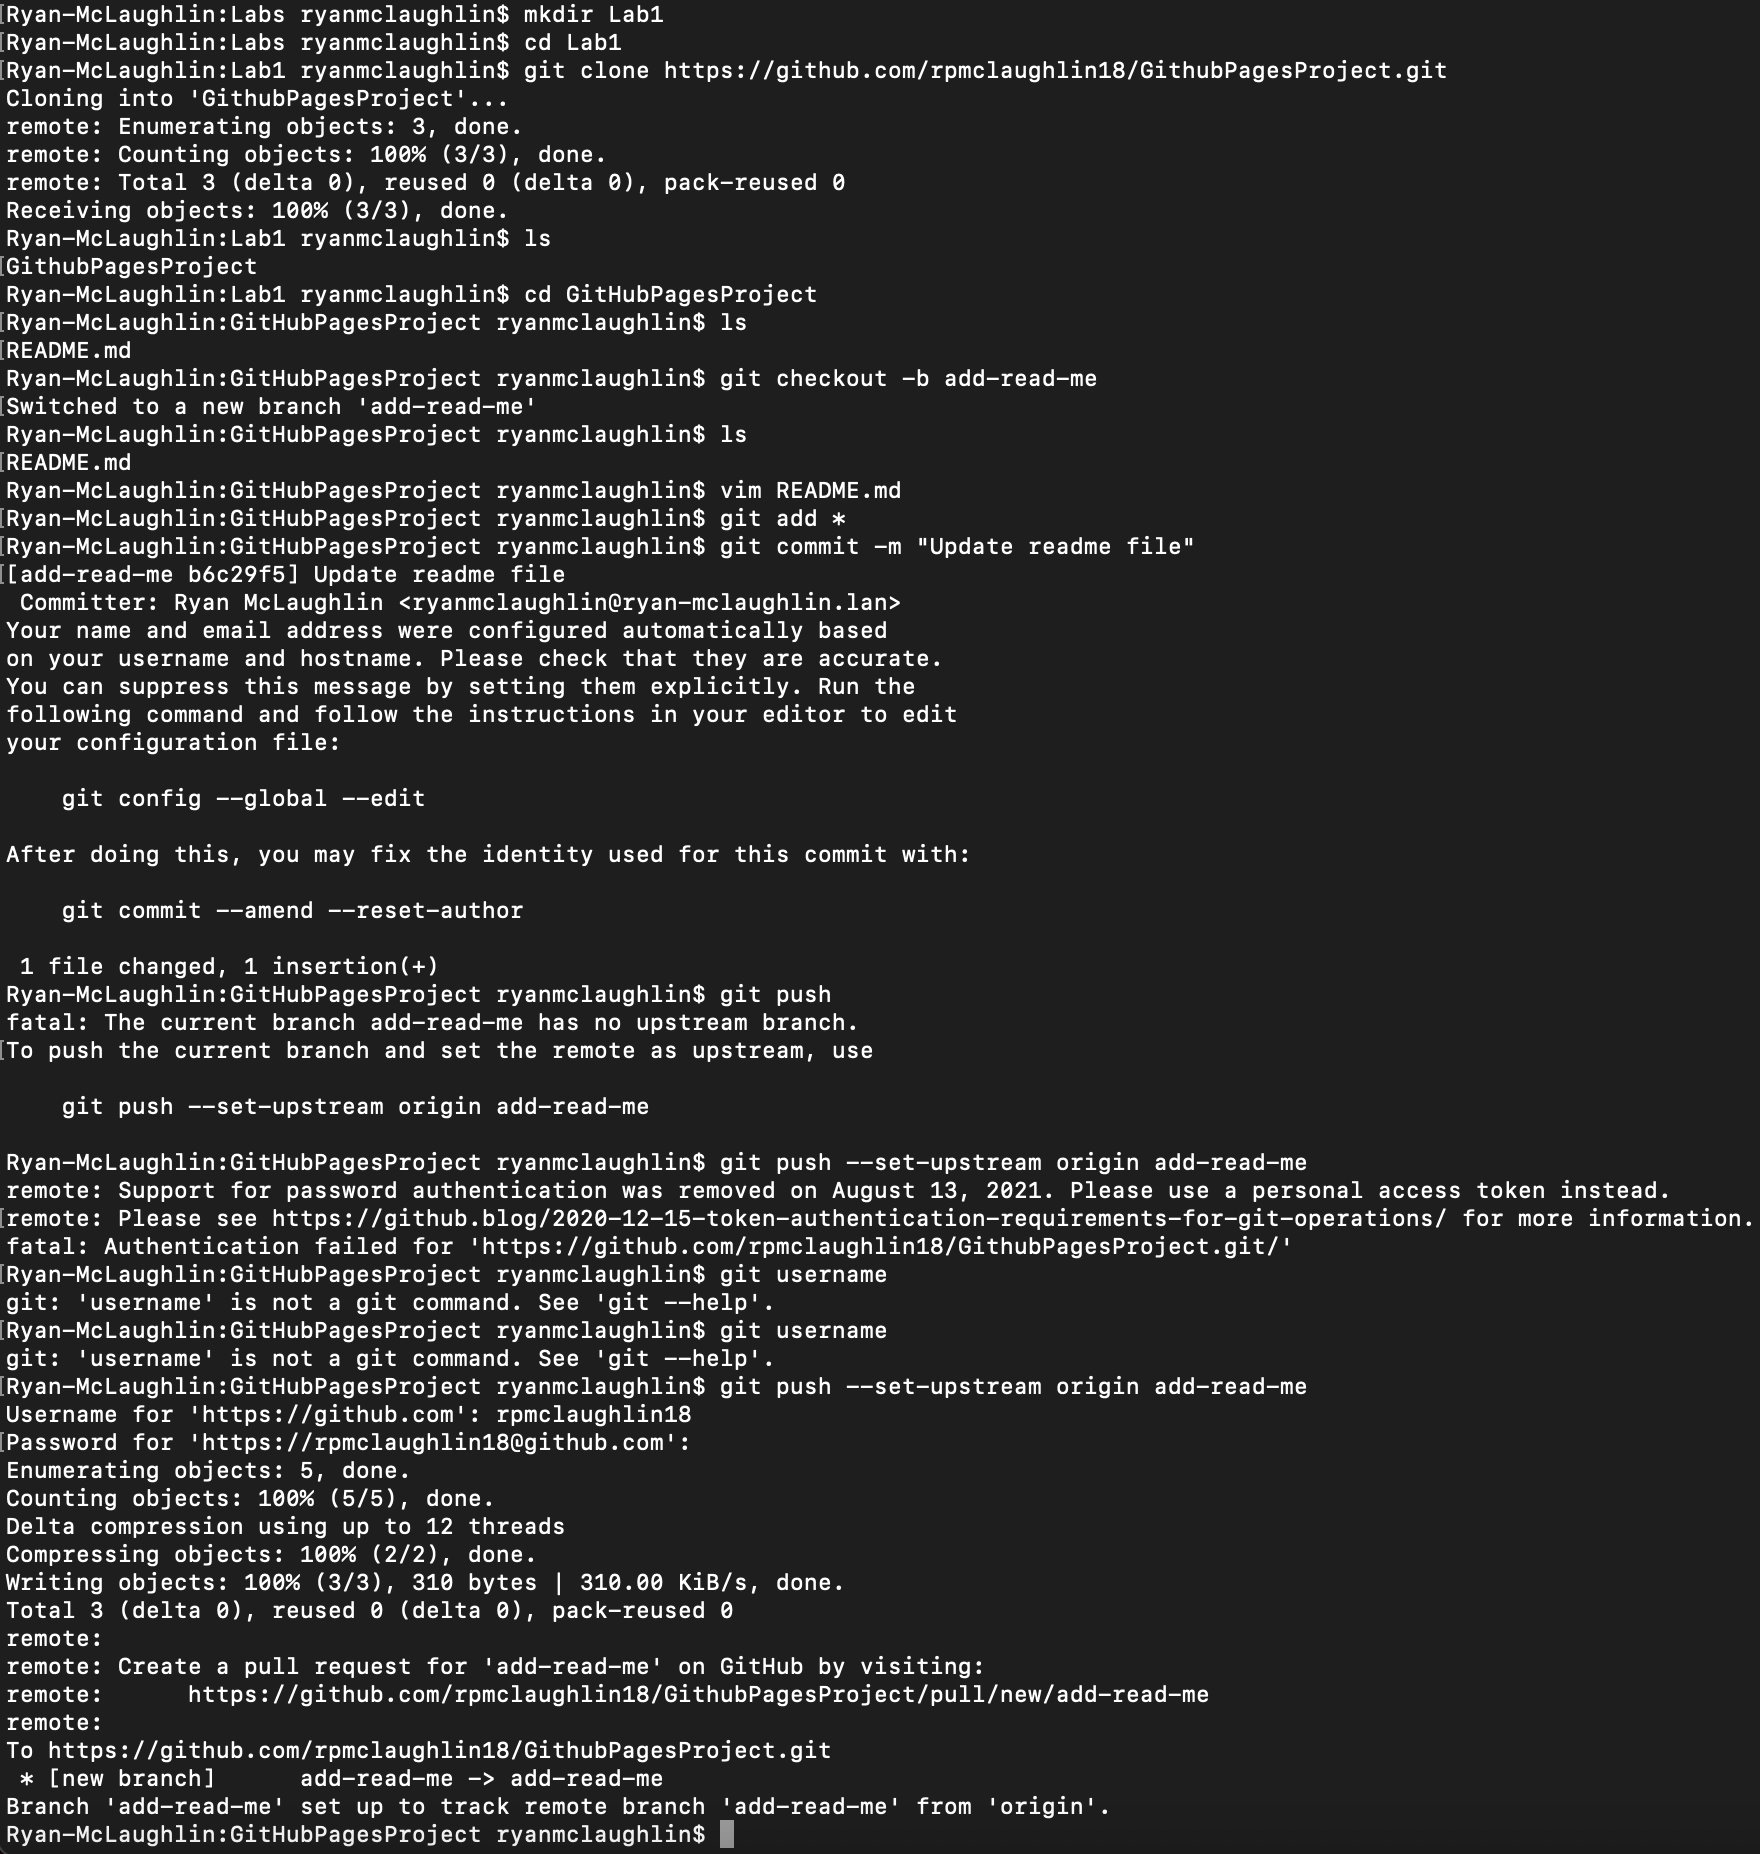 [Ryan-McLaughlin:Labs ryanmclaughlin$ mkdir Lab1
[Ryan-McLaughlin:Labs ryanmclaughlin$ cd Lab1
[Ryan-McLaughlin:Lab1 ryanmclaughlin$ git clone https://github.com/rpmclaughlin18/GithubPagesProject.git
Cloning into 'GithubPagesProject'...
remote: Enumerating objects: 3, done.
remote: Counting objects: 100% (3/3), done.
remote: Total 3 (delta 0), reused 0 (delta 0), pack-reused 0
Receiving objects: 100% (3/3), done.
Ryan-McLaughlin:Lab1 ryanmclaughlin$ ls
[GithubPagesProject
Ryan-McLaughlin:Lab1 ryanmclaughlin$ cd GitHubPagesProject
[Ryan-McLaughlin:GitHubPagesProject ryanmclaughlin$ ls
[README.md
Ryan-McLaughlin:GitHubPagesProject ryanmclaughlin$ git checkout -b add-read-me
[Switched to a new branch 'add-read-me'
Ryan-McLaughlin:GitHubPagesProject ryanmclaughlin$ ls
[README.md
Ryan-McLaughlin:GitHubPagesProject ryanmclaughlin$ vim README.md
[Ryan-McLaughlin:GitHubPagesProject ryanmclaughlin$ git add *
[Ryan-McLaughlin:GitHubPagesProject ryanmclaughlin$ git commit -m "Update readme file"
[[add-read-me b6c29f5] Update readme file
 Committer: Ryan McLaughlin <ryanmclaughlin@ryan-mclaughlin.lan>
Your name and email address were configured automatically based
on your username and hostname. Please check that they are accurate.
You can suppress this message by setting them explicitly. Run the
following command and follow the instructions in your editor to edit
your configuration file:

    git config --global --edit

After doing this, you may fix the identity used for this commit with:

    git commit --amend --reset-author

 1 file changed, 1 insertion(+)
Ryan-McLaughlin:GitHubPagesProject ryanmclaughlin$ git push
fatal: The current branch add-read-me has no upstream branch.
[To push the current branch and set the remote as upstream, use

    git push --set-upstream origin add-read-me

Ryan-McLaughlin:GitHubPagesProject ryanmclaughlin$ git push --set-upstream origin add-read-me
remote: Support for password authentication was removed on August 13, 2021. Please use a personal access token instead.
[remote: Please see https://github.blog/2020-12-15-token-authentication-requirements-for-git-operations/ for more information.
fatal: Authentication failed for 'https://github.com/rpmclaughlin18/GithubPagesProject.git/'
[Ryan-McLaughlin:GitHubPagesProject ryanmclaughlin$ git username
git: 'username' is not a git command. See 'git --help'.
[Ryan-McLaughlin:GitHubPagesProject ryanmclaughlin$ git username
git: 'username' is not a git command. See 'git --help'.
[Ryan-McLaughlin:GitHubPagesProject ryanmclaughlin$ git push --set-upstream origin add-read-me
Username for 'https://github.com': rpmclaughlin18
[Password for 'https://rpmclaughlin18@github.com':
Enumerating objects: 5, done.
Counting objects: 100% (5/5), done.
Delta compression using up to 12 threads
Compressing objects: 100% (2/2), done.
Writing objects: 100% (3/3), 310 bytes | 310.00 KiB/s, done.
Total 3 (delta 0), reused 0 (delta 0), pack-reused 0
remote:
remote: Create a pull request for 'add-read-me' on GitHub by visiting:
remote:      https://github.com/rpmclaughlin18/GithubPagesProject/pull/new/add-read-me
remote:
To https://github.com/rpmclaughlin18/GithubPagesProject.git
 * [new branch]      add-read-me -> add-read-me
Branch 'add-read-me' set up to track remote branch 'add-read-me' from 'origin'.
Ryan-McLaughlin:GitHubPagesProject ryanmclaughlin$